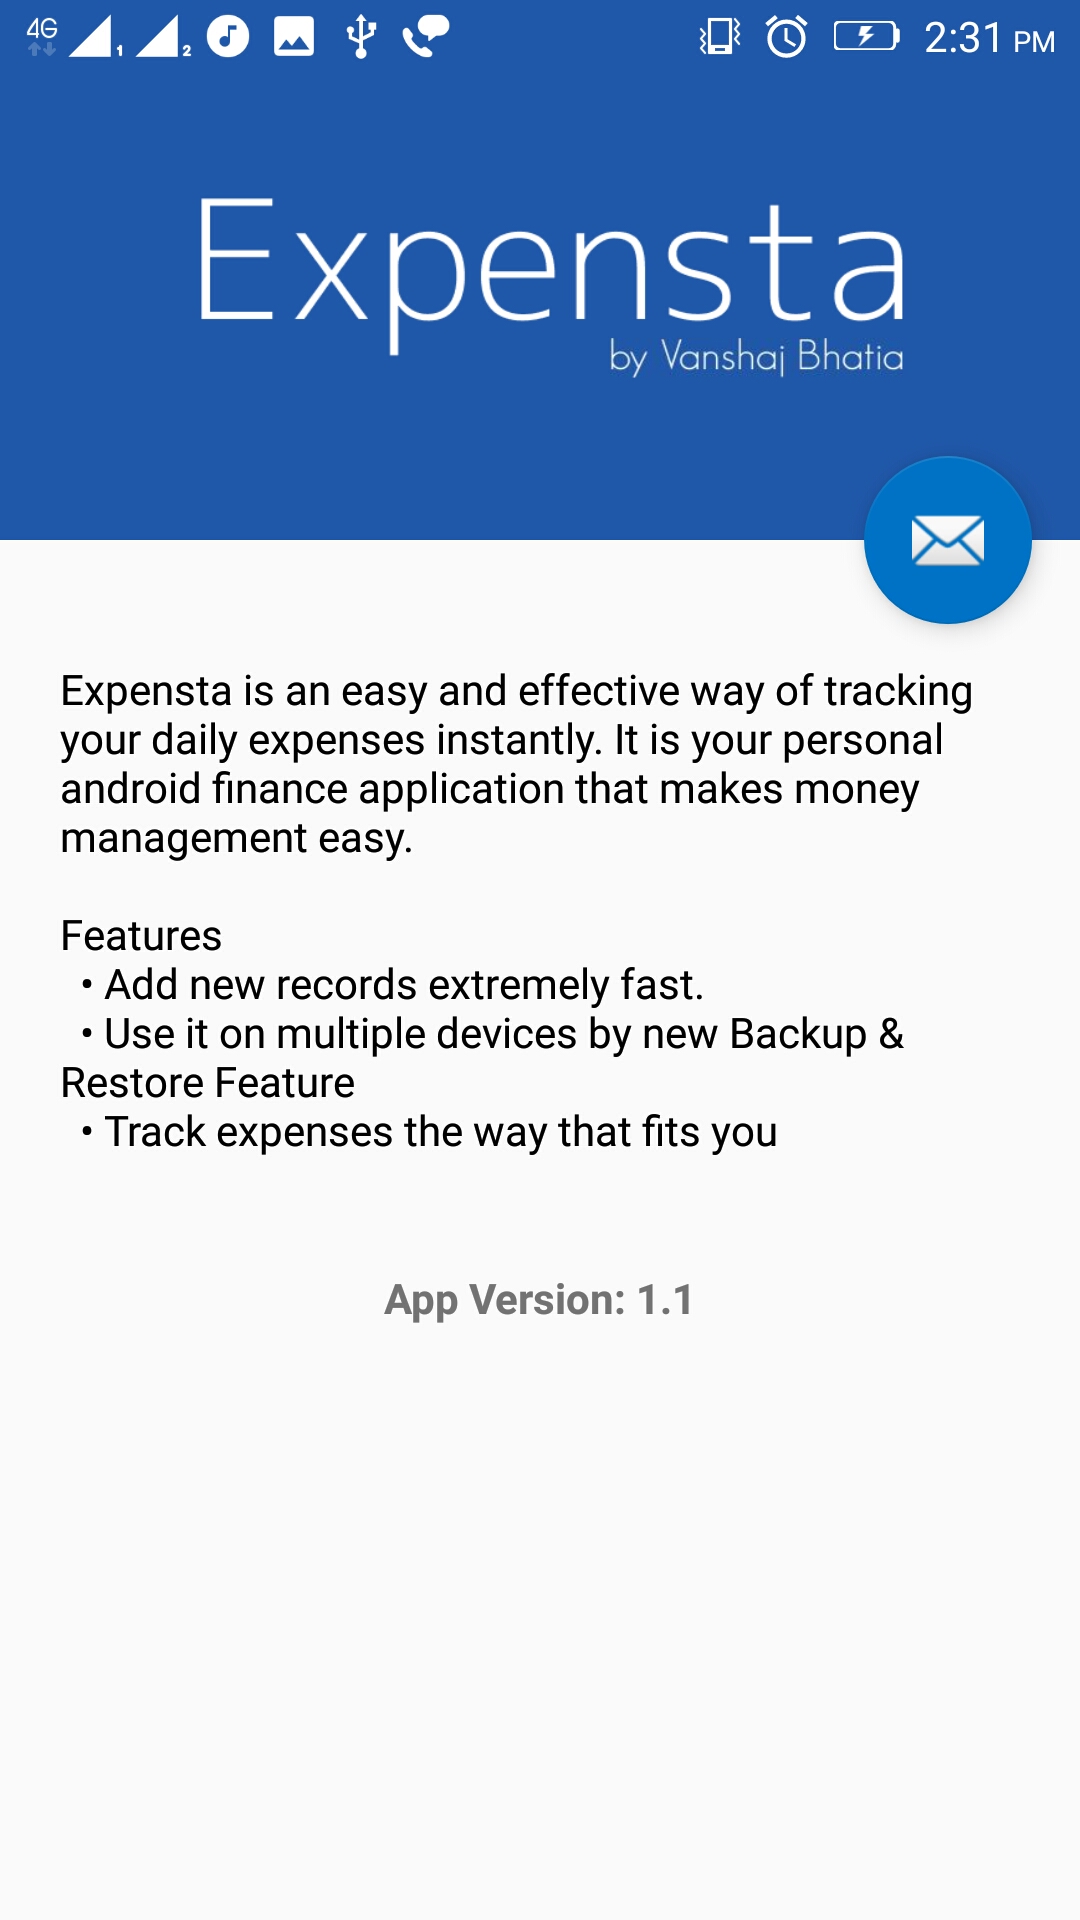 4G 1 2 2:31 PM
Expensta
by Vanshaj Bhatia
Expensta is an easy and effective way of tracking
your daily expenses instantly. It is your personal
android finance application that makes money
management easy.
Features
• Add new records extremely fast.
• Use it on multiple devices by new Backup &
Restore Feature
• Track expenses the way that fits you
App Version: 1.1